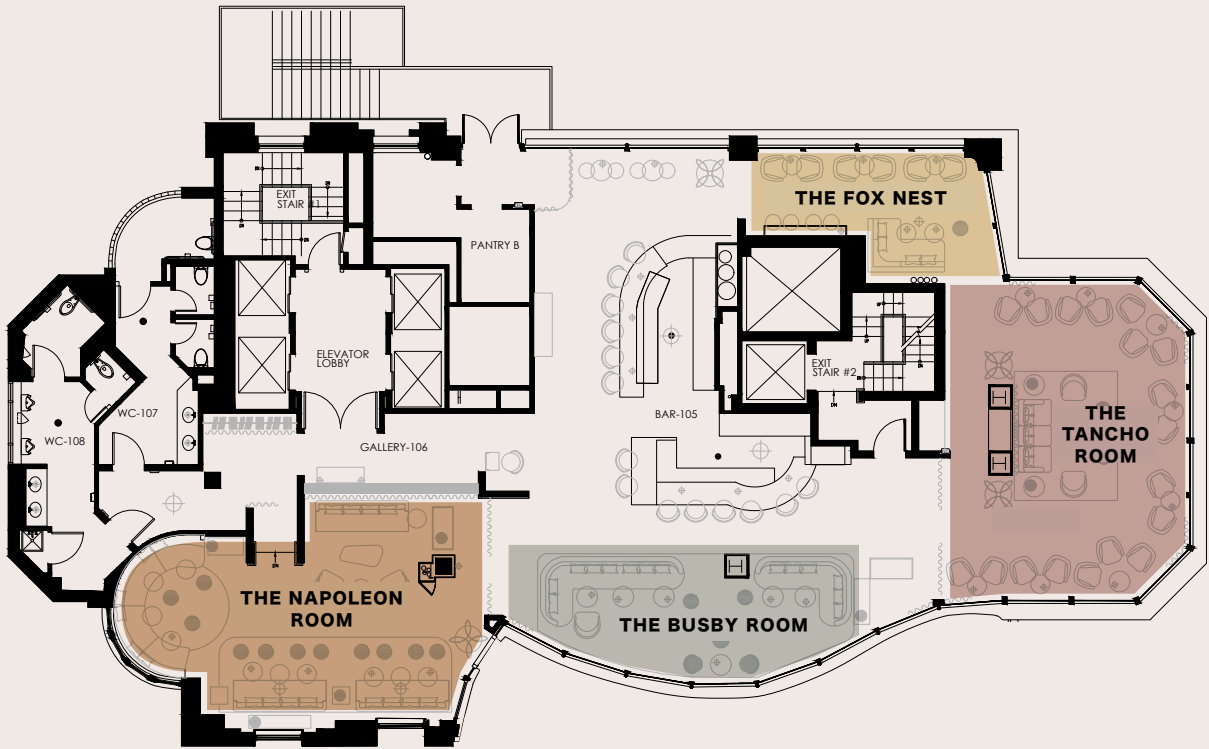 EXIT
STAIR #1
THE FOX NEST
PANTRY B
ELEVATOR
LOBBY
EXIT
STAIR #2
WC-107
WC-108
BAR-105
GALLERY-106
THE
TANCHO
ROOM
THE NAPOLEON
ROOM
THE BUSBY ROOM